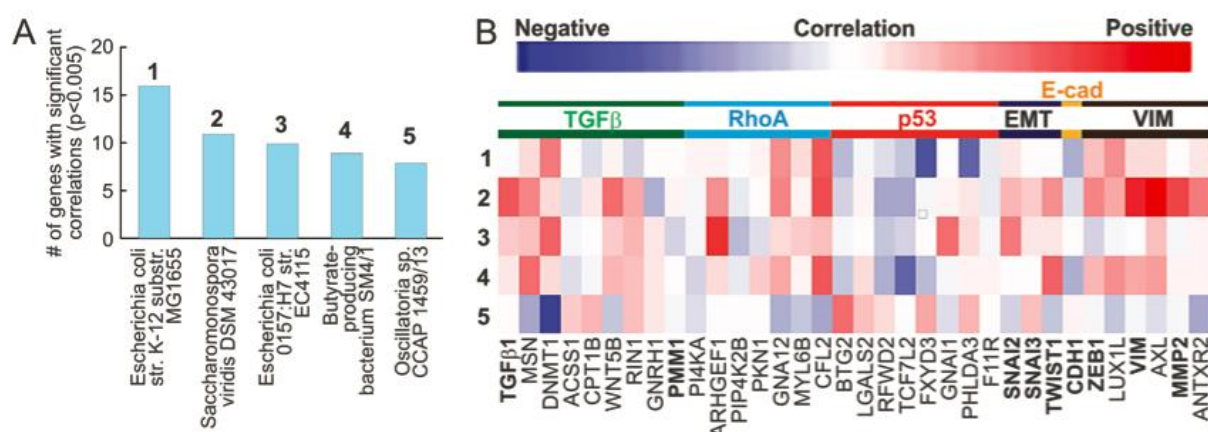 A
# of genes with significant
correlations (p<0.005)
20
15
10
5
0
1
2
3
4
5
Escherichia coli
str. K-12 substr.
MG1655
Saccharomonospora
viridis DSM 43017
Escherichia coli
0157:H7 str.
EC4115
Butyrate-
producing
bacterium SM4/1
Oscillatoria sp.
CCAP 1459/13
B
Negative Correlation Positive
E-cad
TGFβ RhoA p53 EMT VIM
1
2
3
4
5
TGFβ1
MSN
DNMT1
ACSS1
CPT1B
WNT5B
RIN1
GNRH1
PMM1
PI4KA
ARHGEF1
PIP4K2B
PKN1
GNA12
MYL6B
CFL2
BTG2
LGALS2
RFWD2
TCF7L2
FXYD3
GNAI1
PHLDA3
F11R
SNAI2
SNAI3
TWIST1
CDH1
ZEB1
LUX1L
VIM
AXL
MMP2
ANTXR2